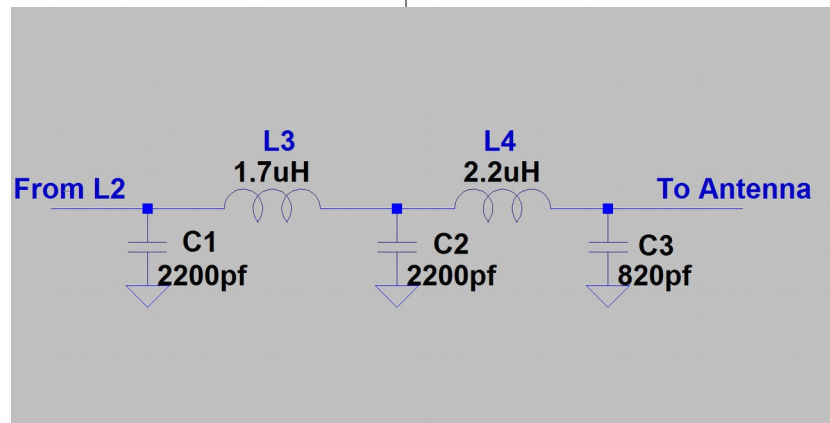 L3
1.7uH
L4
2.2uH
From L2
To Antenna
C1
2200pf
C2
2200pf
C3
820pf